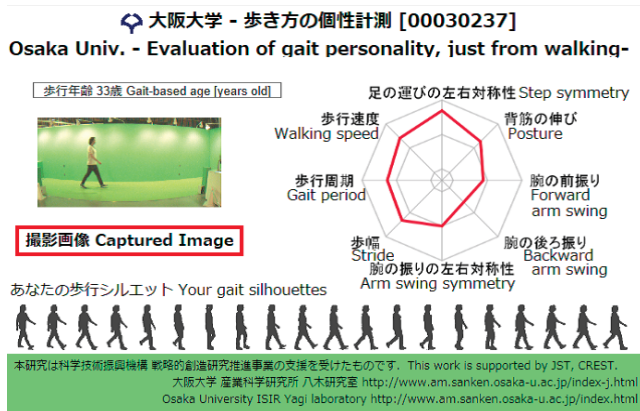 大阪大学 - 歩き方の個性計測 [00030237]
Osaka Univ. - Evaluation of gait personality, just from walking-
歩行年齢 33歳 Gait-based age [years old]
足の運びの左右対称性 Step symmetry
歩行速度
Walking speed
背筋の伸び
Posture
歩行周期
Gait period
腕の前振り
Forward
arm swing
撮影画像 Captured Image
歩幅
Stride
腕の後ろ振り
Backward
arm swing
腕の振りの左右対称性
Arm swing symmetry
あなたの歩行シルエット Your gait silhouettes
本研究は科学技術振興機構 戦略的創造研究推進事業の支援を受けたものです. This work is supported by JST, CREST.
大阪大学 産業科学研究所 八木研究室 http://www.am.sanken.osaka-u.ac.jp/index-j.html
Osaka University ISIR Yagi laboratory http://www.am.sanken.osaka-u.ac.jp/index.html